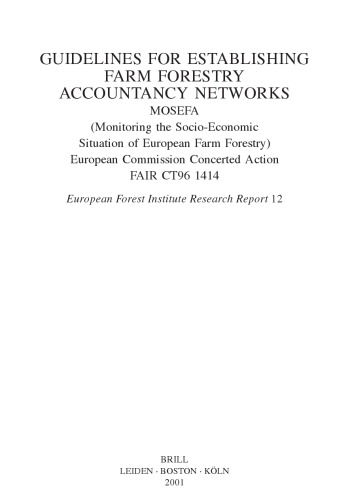 GUIDELINES FOR ESTABLISHING
FARM FORESTRY
ACCOUNTANCY NETWORKS
MOSEFA
(Monitoring the Socio-Economic
Situation of European Farm Forestry)
European Commission Concerted Action
FAIR CT96 1414
European Forest Institute Research Report 12
BRILL
LEIDEN · BOSTON · KÖLN
2001